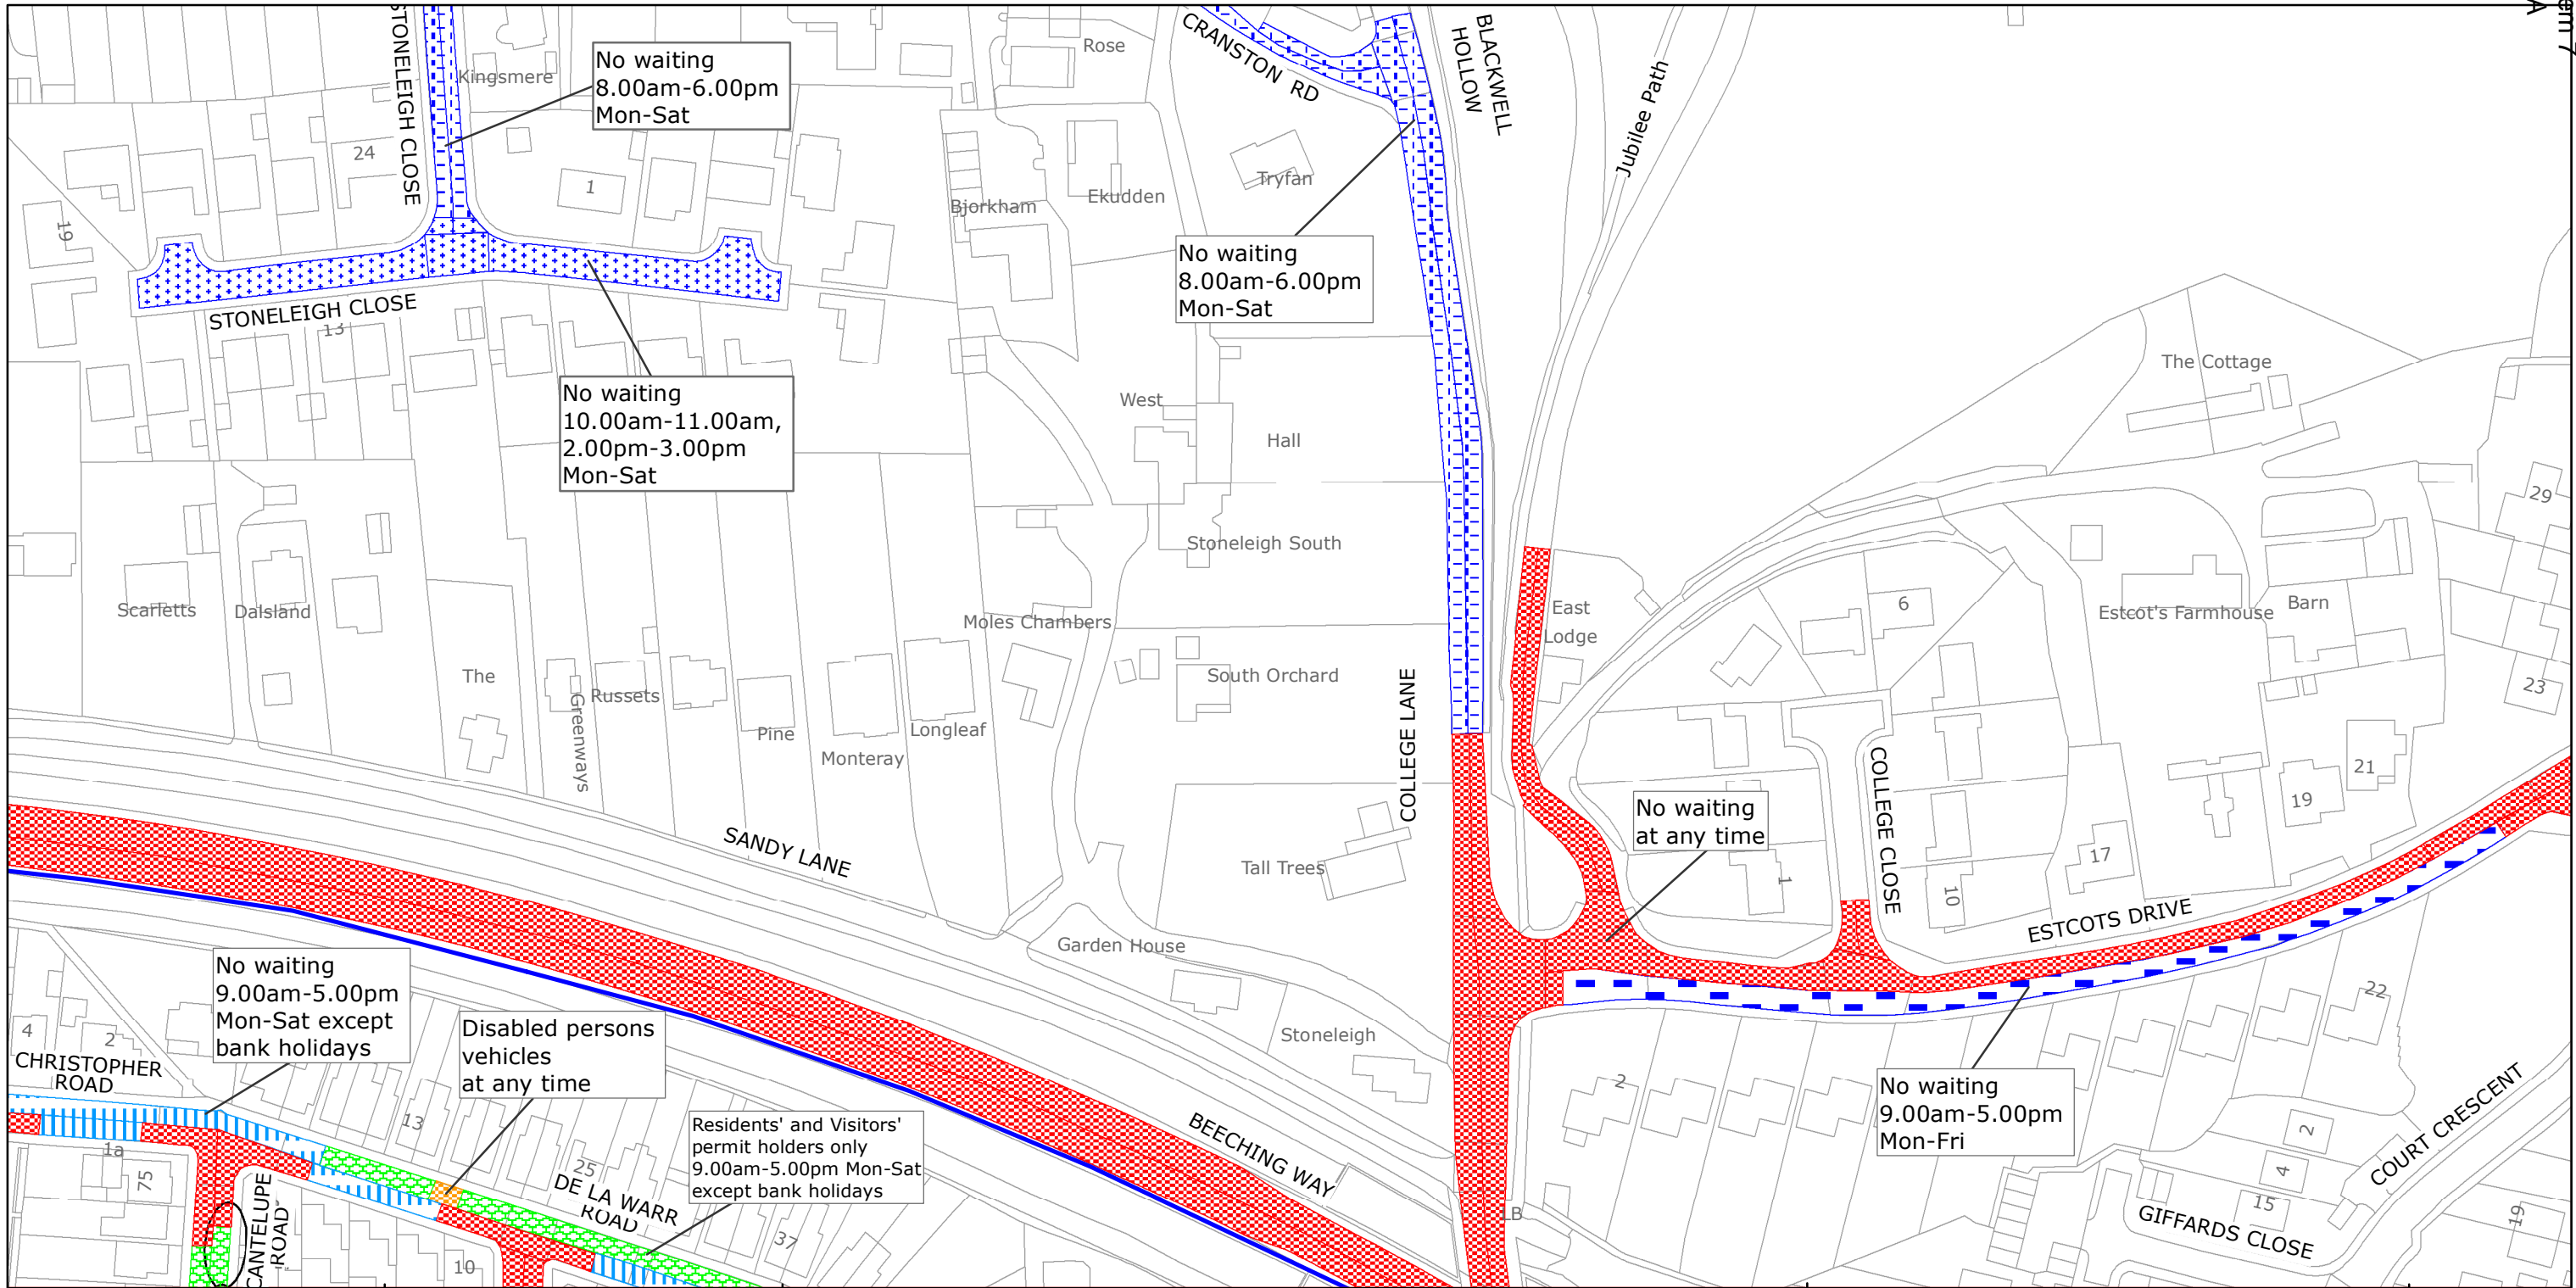 STONELEIGH CLOSE
Kingsmere
No waiting
8.00am-6.00pm
Mon-Sat
Rose
CRANSTON RD
BLACKWELL
HOLLOW
Jubilee Path
A
24
1
19
Bjorkham
Ekudden
Tryfan
No waiting
8.00am-6.00pm
Mon-Sat
STONELEIGH CLOSE
13
No waiting
10.00am-11.00am,
2.00pm-3.00pm
Mon-Sat
West
Hall
The Cottage
29
Stoneleigh South
Scarletts
Dalsland
Moles Chambers
East
Lodge
6
Estcot's Farmhouse
Barn
The
Greenways
Russets
Pine
Monteray
Longleaf
South Orchard
COLLEGE LANE
COLLEGE CLOSE
23
21
19
17
No waiting
at any time
1
10
SANDY LANE
Tall Trees
ESTCOTS DRIVE
Garden House
Stoneleigh
No waiting
9.00am-5.00pm
Mon-Sat except
bank holidays
4
2
CHRISTOPHER
ROAD
Disabled persons
vehicles
at any time
13
Residents' and Visitors'
permit holders only
9.00am-5.00pm Mon-Sat
except bank holidays
BEECHING WAY
2
22
No waiting
9.00am-5.00pm
Mon-Fri
COURT CRESCENT
2
4
15
GIFFARDS CLOSE
19
1a
75
CANTELUPE
ROAD
25
DE LA WARR
ROAD
37
10
LB